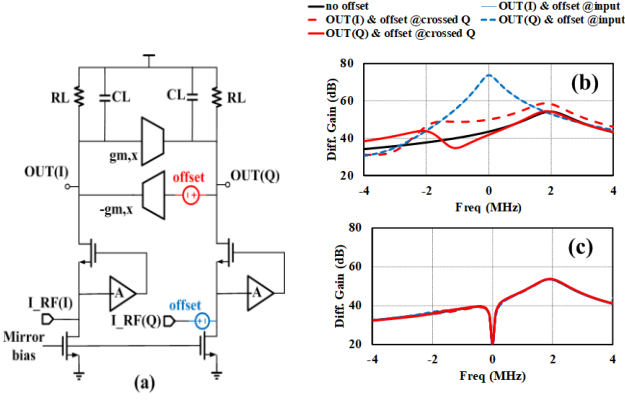 no offset
OUT(I) & offset @input
OUT(I) & offset @crossed Q
OUT(Q) & offset @input
OUT(Q) & offset @crossed Q
RL
CL
CL
RL
gm,x
OUT(I)
offset
OUT(Q)
- +
-gm,x
A
A
I_RF(I)
offset
I_RF(Q)
Mirror
bias
(a)
Diff. Gain (dB)
80
60
40
20
(b)
-4
-2
0
2
4
Freq (MHz)
Diff. Gain (dB)
80
60
40
20
(c)
-4
-2
0
2
4
Freq (MHz)